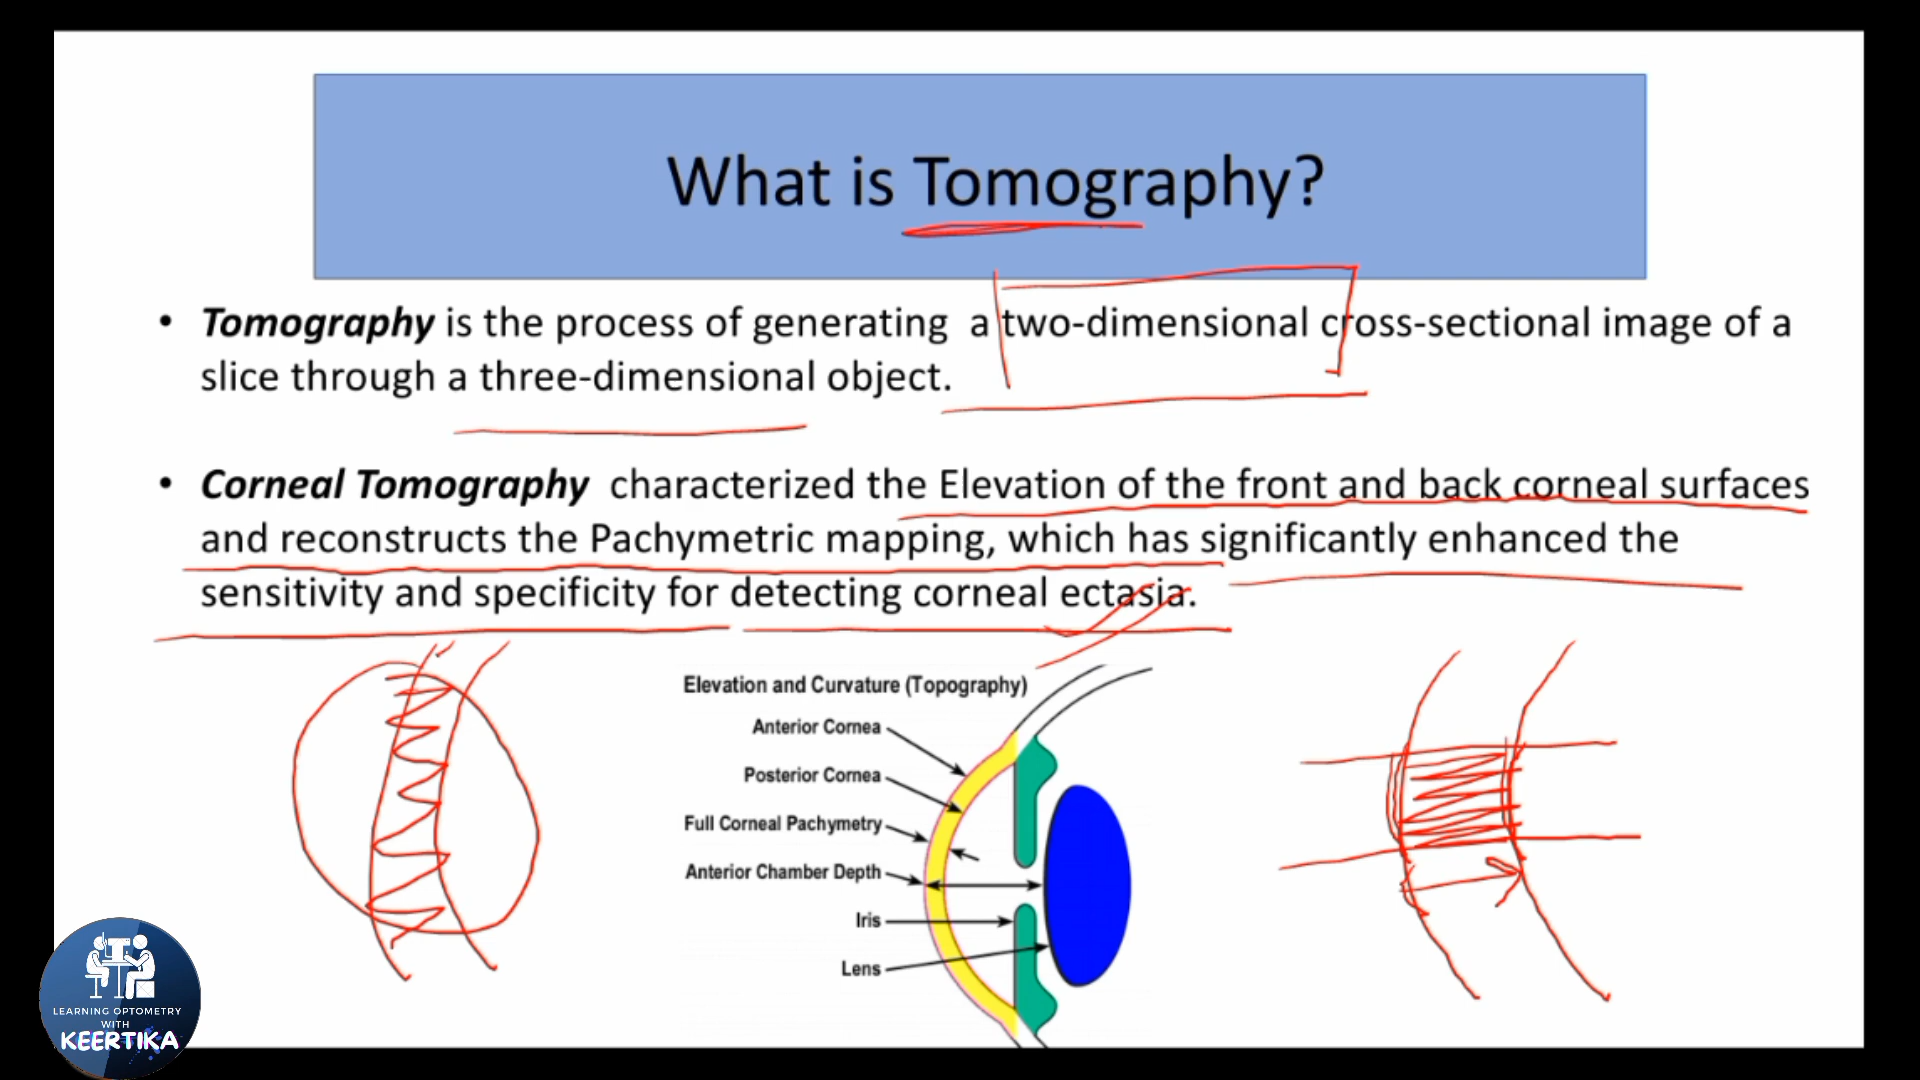 What is Tomography?
• Tomography is the process of generating a two-dimensional cross-sectional image of a
slice through a three-dimensional object.
• Corneal Tomography characterized the Elevation of the front and back corneal surfaces
and reconstructs the Pachymetric mapping, which has significantly enhanced the
sensitivity and specificity for detecting corneal ectasia.
Elevation and Curvature (Topography)
Anterior Cornea
Posterior Cornea
Full Corneal Pachymetry
Anterior Chamber Depth
Iris
Lens
LEARNING OPTOMETRY
WITH
KEERTIKA